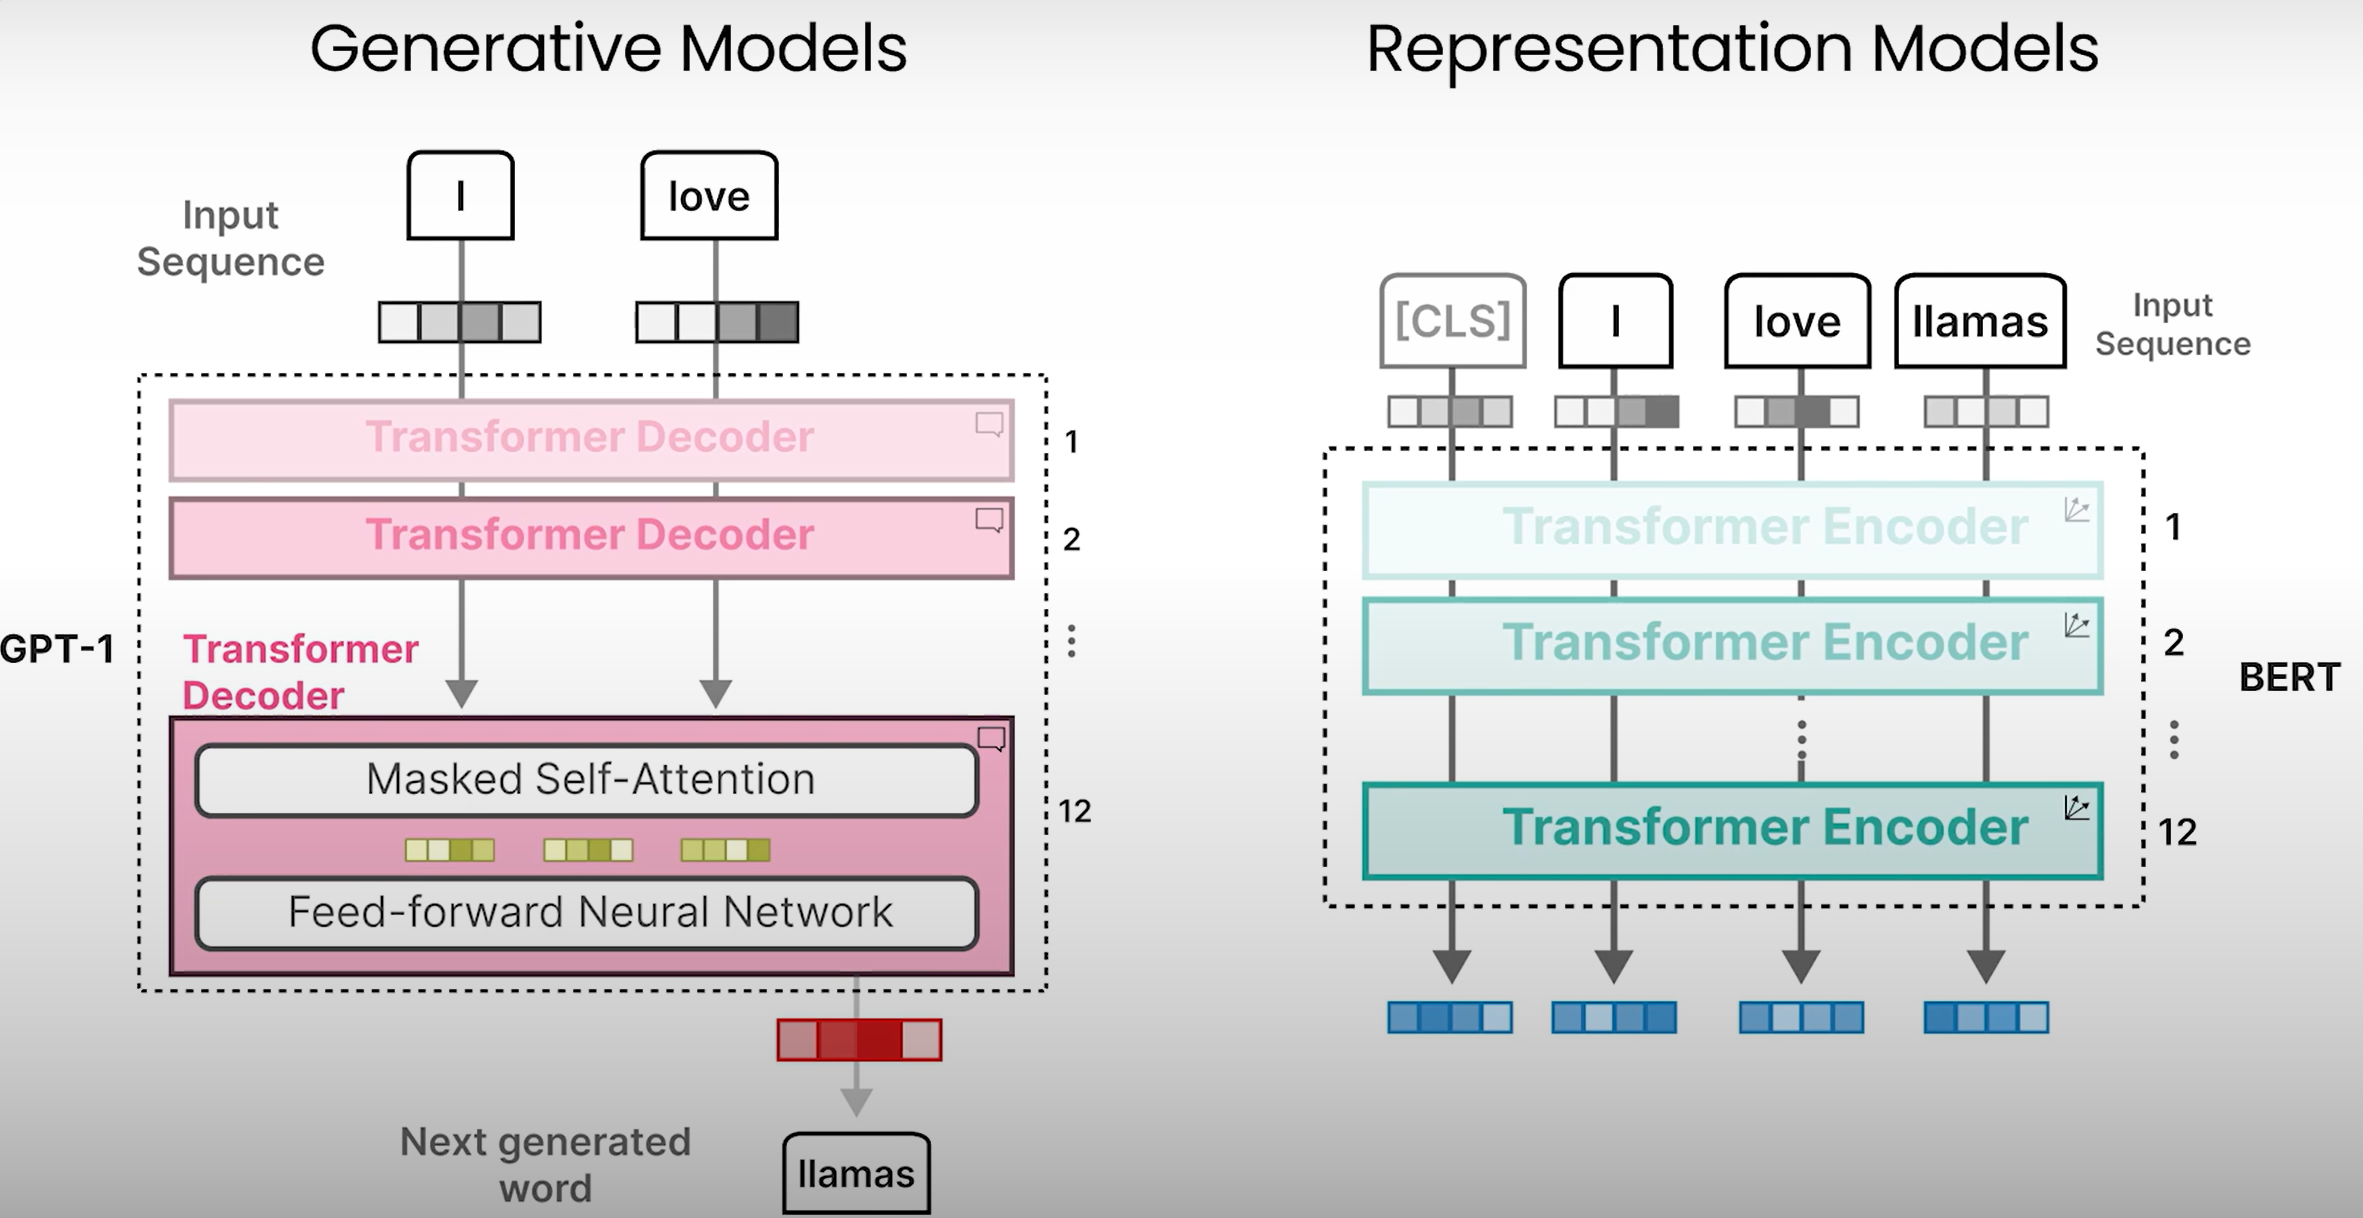 Generative Models
Input
Sequence
I
love
Transformer Decoder
1
Transformer Decoder
2
GPT-1
Transformer
Decoder
Masked Self-Attention
12
Feed-forward Neural Network
Next generated
word
llamas
Representation Models
[CLS]
I
love
llamas
Input
Sequence
Transformer Encoder
1
Transformer Encoder
2
BERT
Transformer Encoder
12